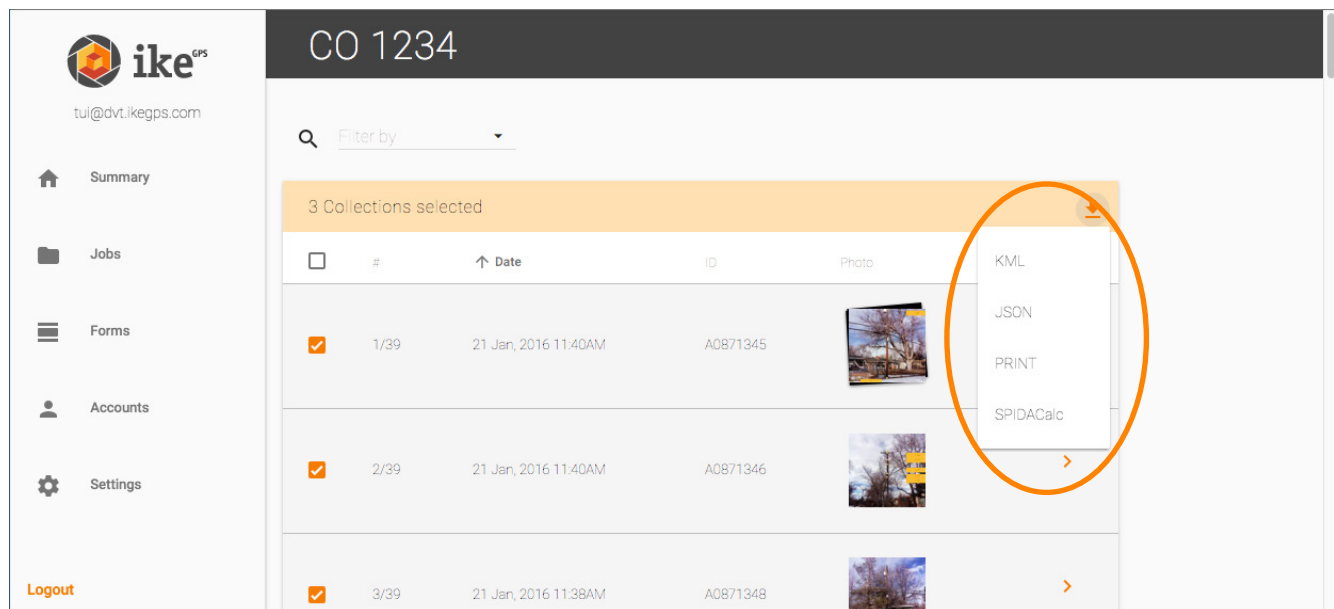 ike GPS
tui@dvt.ikegps.com
Summary
Jobs
Forms
Accounts
Settings
Logout
CO 1234
Filter by
3 Collections selected
# Date ID Photo
1/39 21 Jan, 2016 11:40AM A0871345
2/39 21 Jan, 2016 11:40AM A0871346
3/39 21 Jan, 2016 11:38AM A0871348
KML
JSON
PRINT
SPIDACalc